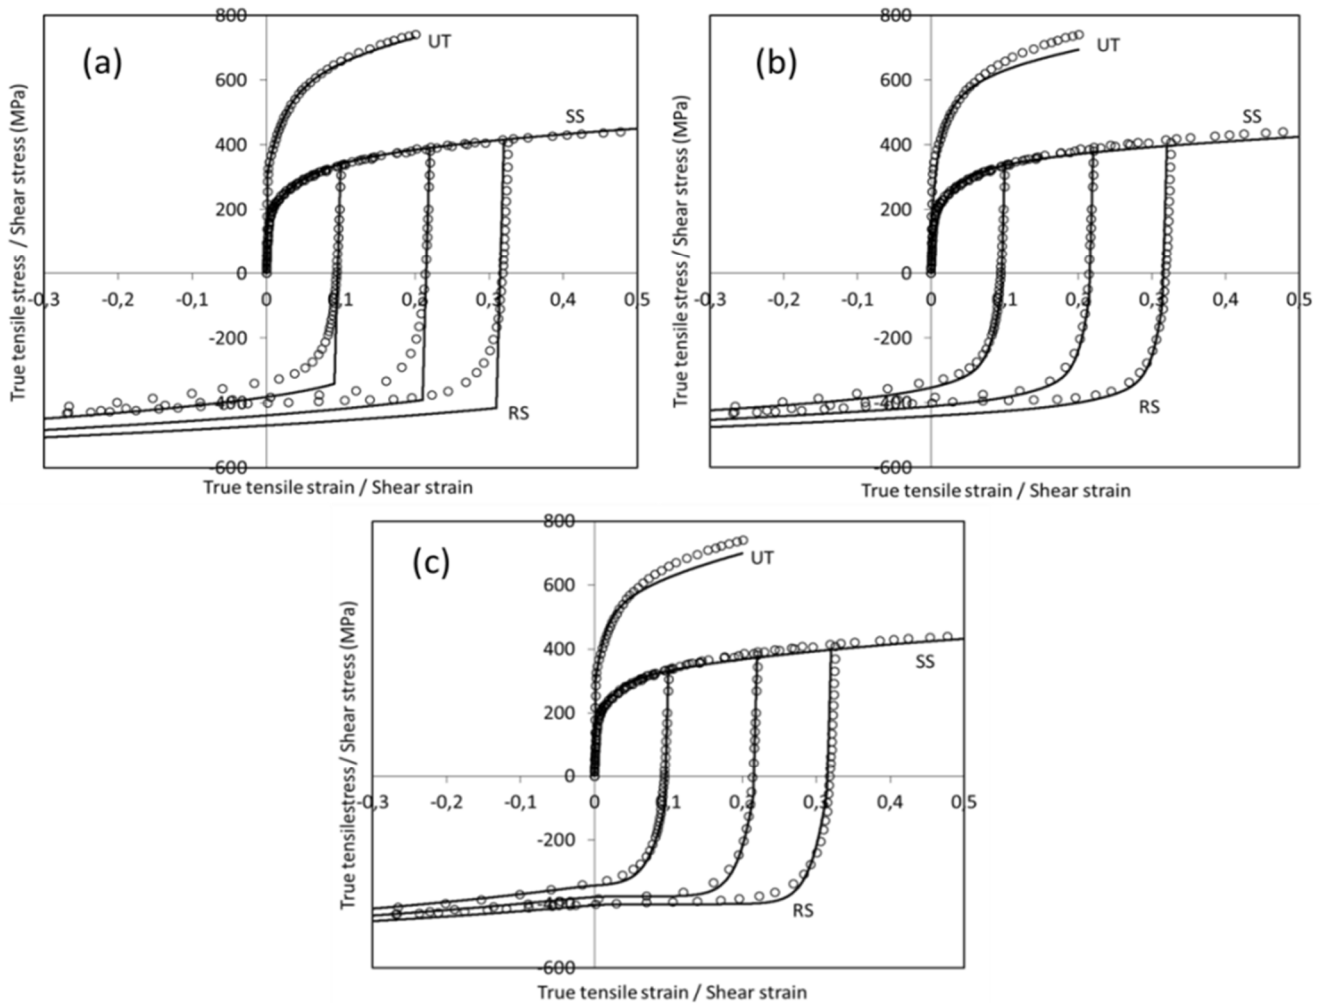 (a)
800
600
400
200
0
-200
-400
-600
-0,3
-0,2
-0,1
0
0,1
0,2
0,3
0,4
0,5
UT
SS
RS
True tensile stress / Shear stress (MPa)
True tensile strain / Shear strain
(b)
800
600
400
200
0
-200
-400
-600
-0,3
-0,2
-0,1
0
0,1
0,2
0,3
0,4
0,5
UT
SS
RS
True tensile stress / Shear stress (MPa)
True tensile strain / Shear strain
(c)
800
600
400
200
0
-200
-400
-600
-0,3
-0,2
-0,1
0
0,1
0,2
0,3
0,4
0,5
UT
SS
RS
True tensilestress/ Shear stress (MPa)
True tensile strain / Shear strain